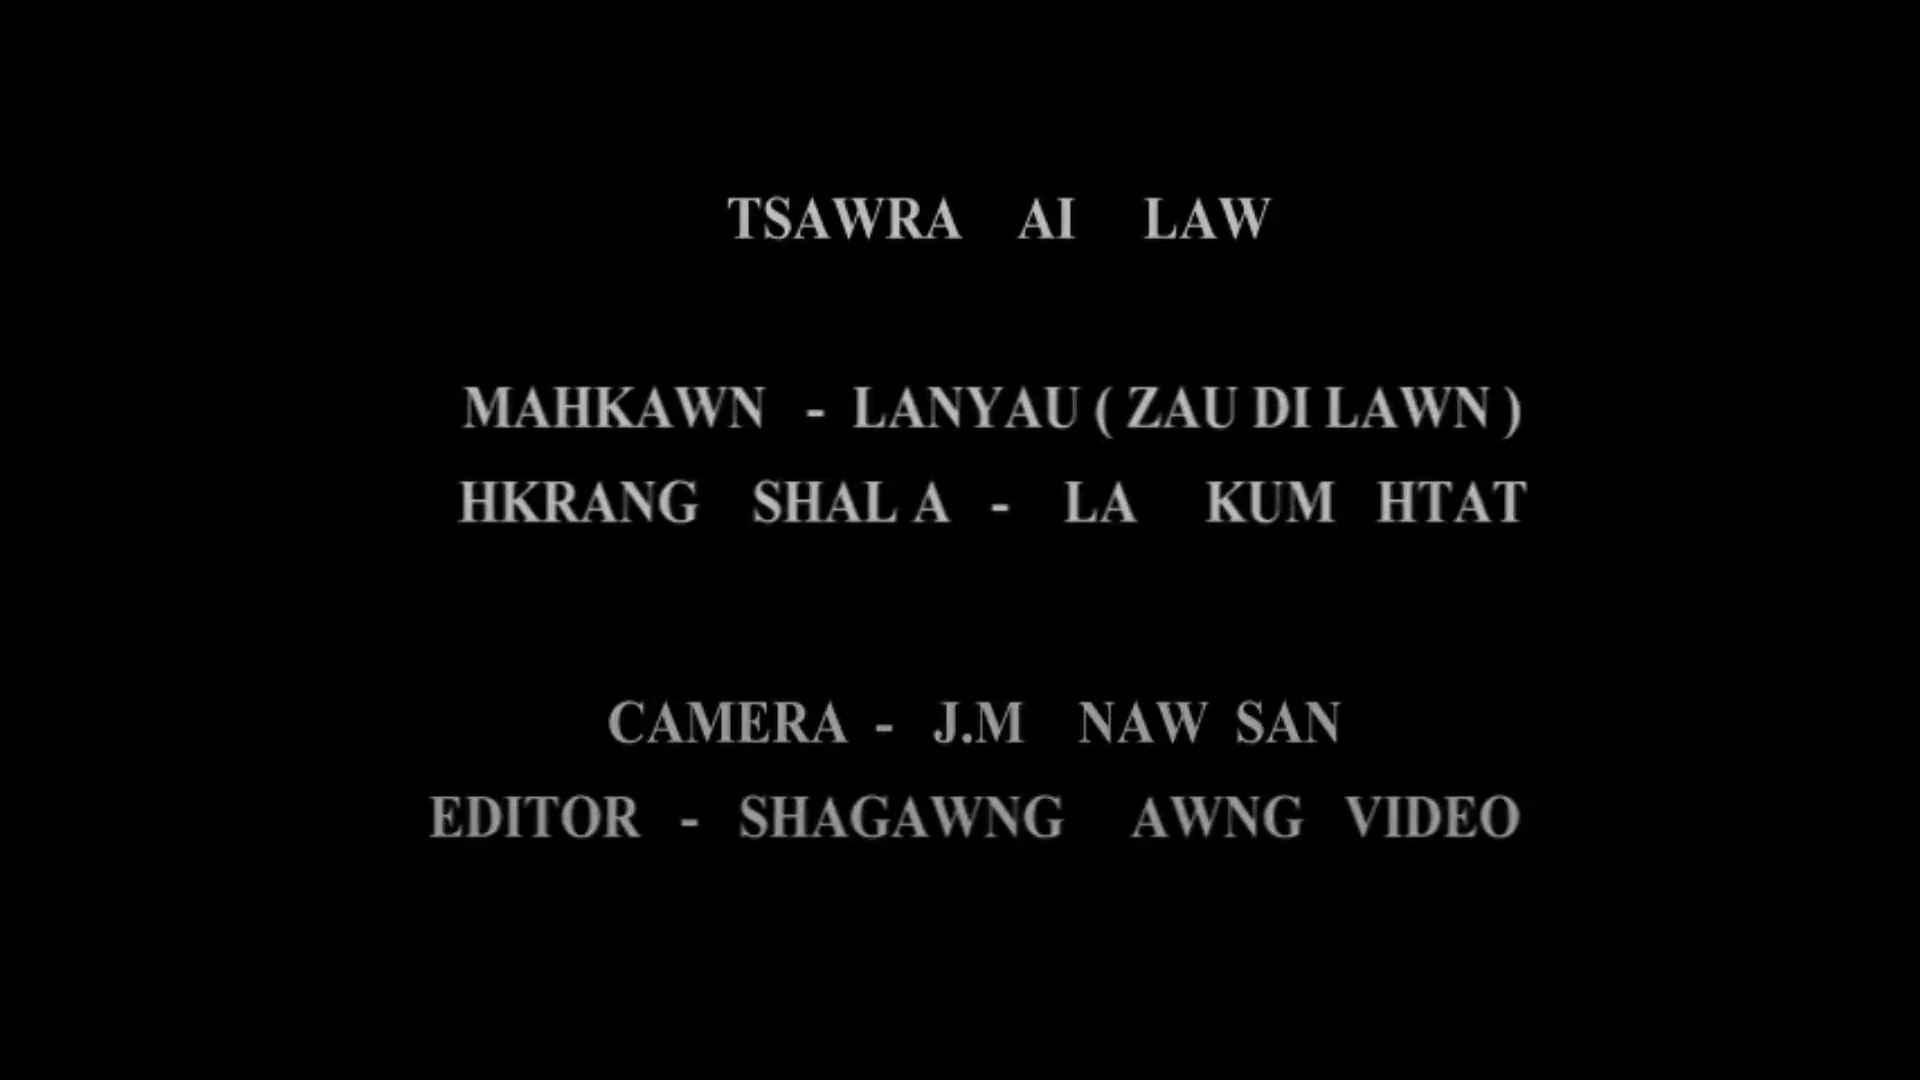 TSAWRA AI LAW
MAHKAWN - LANYAU ( ZAU DI LAWN )
HKRANG SHAL A - LA KUM HTAT
CAMERA - J.M NAW SAN
EDITOR - SHAGAWNG AWNG VIDEO